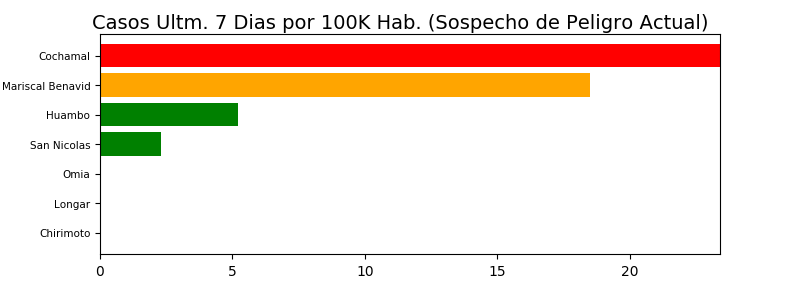 Casos Ultm. 7 Dias por 100K Hab. (Sospecho de Peligro Actual)
Cochamal
Mariscal Benavid
Huambo
San Nicolas
Omia
Longar
Chirimoto
0 5 10 15 20